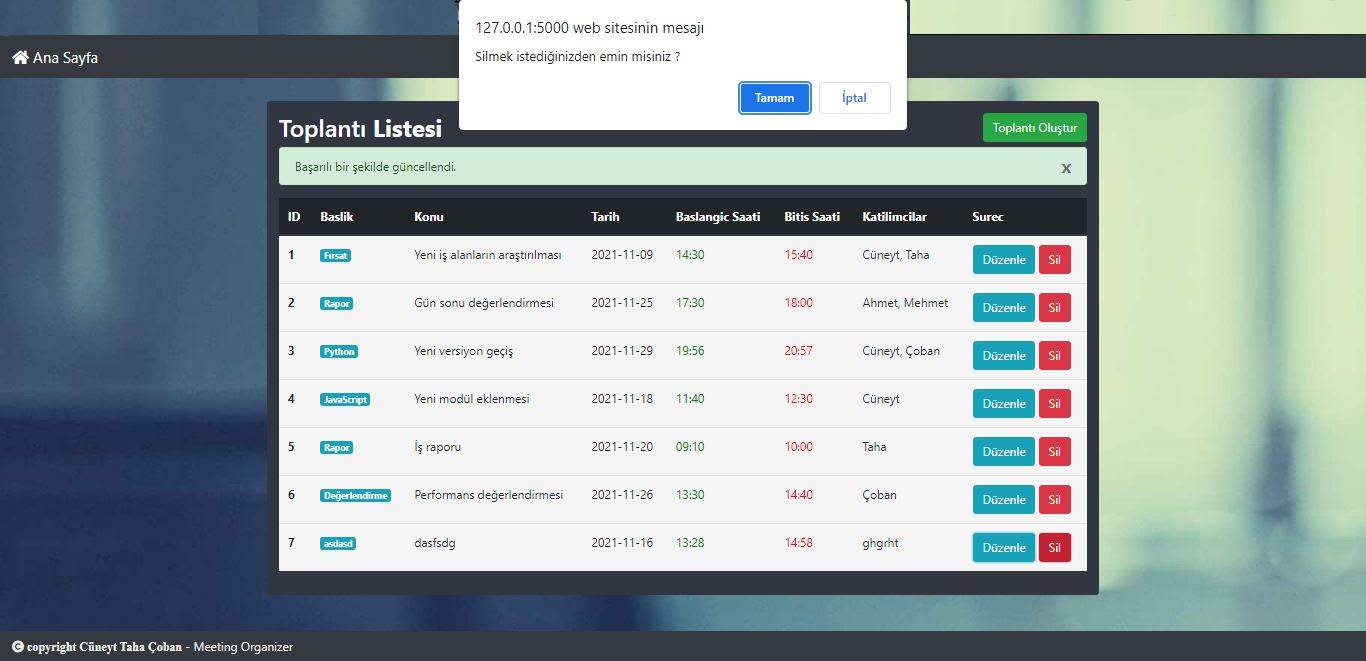 127.0.0.1:5000 web sitesinin mesajı
Silmek istediğinizden emin misiniz ?
Tamam İptal
Ana Sayfa
Toplantı Listesi Toplantı Oluştur
Başarılı bir şekilde güncellendi. x
ID Baslik Konu Tarih Baslangic Saati Bitis Saati Katilimcilar Surec
1 Fırsat Yeni iş alanların araştırılması 2021-11-09 14:30 15:40 Cüneyt, Taha Düzenle Sil
2 Rapor Gün sonu değerlendirmesi 2021-11-25 17:30 18:00 Ahmet, Mehmet Düzenle Sil
3 Python Yeni versiyon geçiş 2021-11-29 19:56 20:57 Cüneyt, Çoban Düzenle Sil
4 JavaScript Yeni modül eklenmesi 2021-11-18 11:40 12:30 Cüneyt Düzenle Sil
5 Rapor İş raporu 2021-11-20 09:10 10:00 Taha Düzenle Sil
6 Değerlendirme Performans değerlendirmesi 2021-11-26 13:30 14:40 Çoban Düzenle Sil
7 asdasd dasfsdg 2021-11-16 13:28 14:58 ghgrht Düzenle Sil
© copyright Cüneyt Taha Çoban - Meeting Organizer